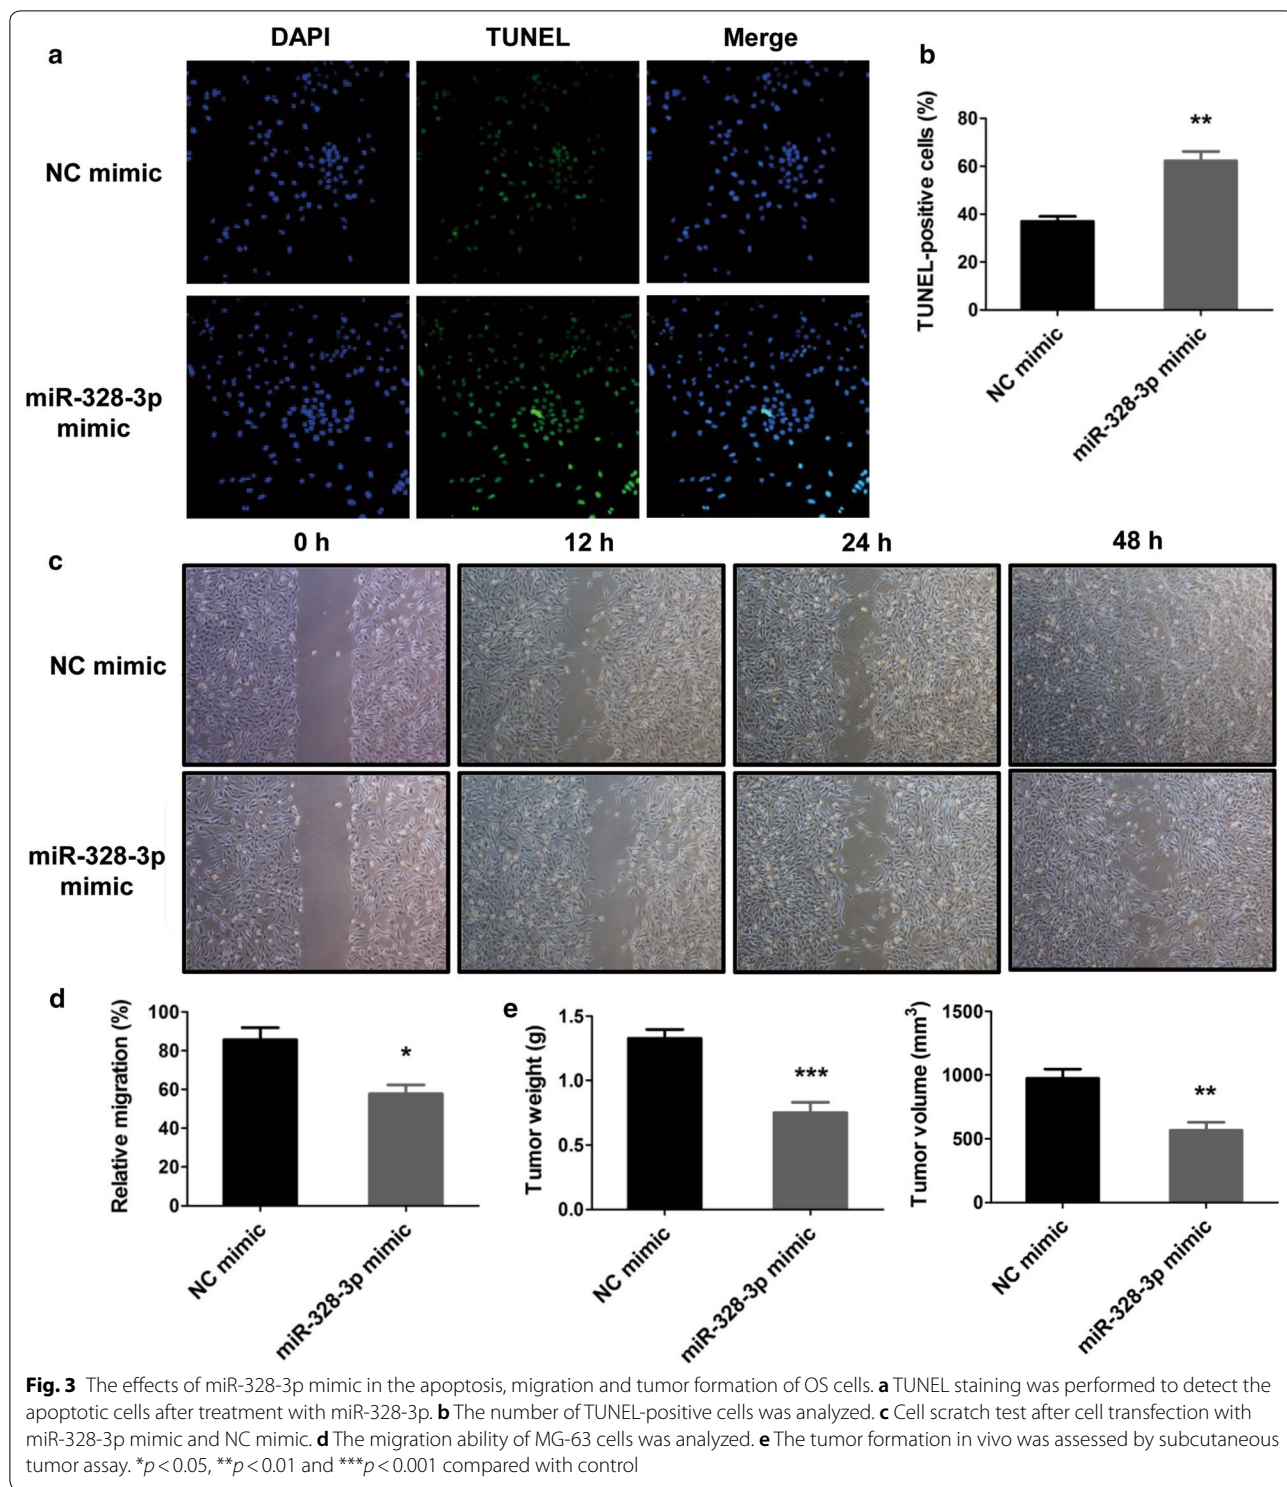 a
DAPI
TUNEL
Merge
NC mimic
miR-328-3p
mimic
b
TUNEL-positive cells (%)
80
60
40
20
0
**
NC mimic
miR-328-3p mimic
c
0 h
12 h
24 h
48 h
NC mimic
miR-328-3p
mimic
d
Relative migration (%)
100
80
60
40
20
0
*
NC mimic
miR-328-3p mimic
e
Tumor weight (g)
1.5
1.0
0.5
0.0
***
NC mimic
miR-328-3p mimic
Tumor volume (mm³)
1500
1000
500
0
**
NC mimic
miR-328-3p mimic
Fig. 3 The effects of miR-328-3p mimic in the apoptosis, migration and tumor formation of OS cells. a TUNEL staining was performed to detect the
apoptotic cells after treatment with miR-328-3p. b The number of TUNEL-positive cells was analyzed. c Cell scratch test after cell transfection with
miR-328-3p mimic and NC mimic. d The migration ability of MG-63 cells was analyzed. e The tumor formation in vivo was assessed by subcutaneous
tumor assay. *p < 0.05, **p < 0.01 and ***p < 0.001 compared with control